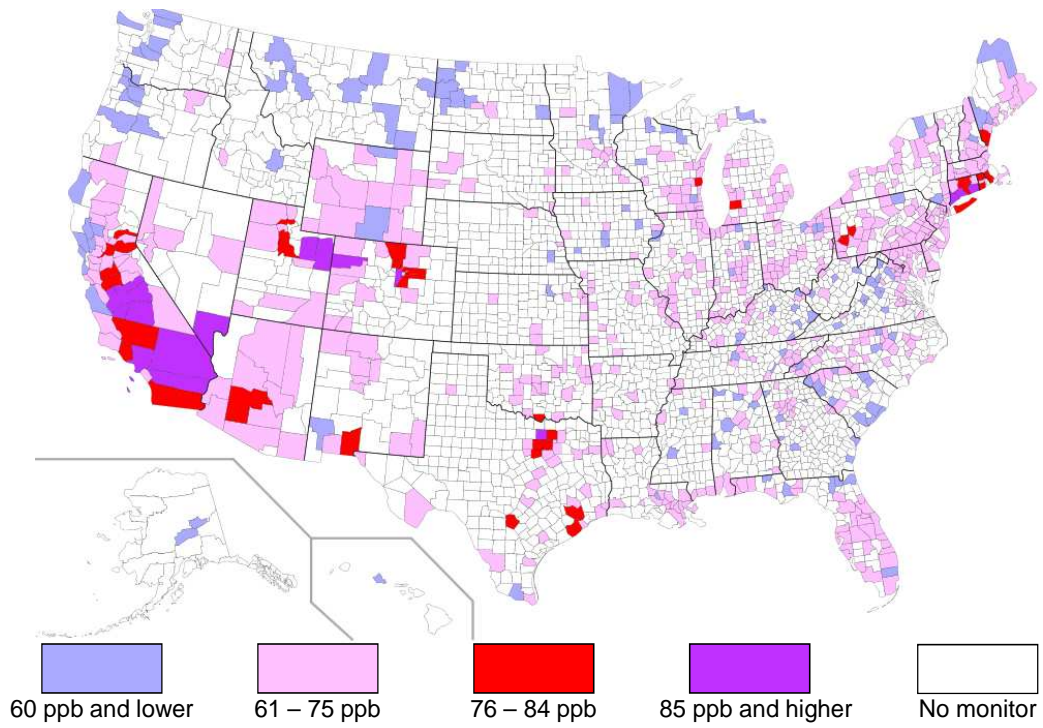 60 ppb and lower
61 – 75 ppb
76 – 84 ppb
85 ppb and higher
No monitor